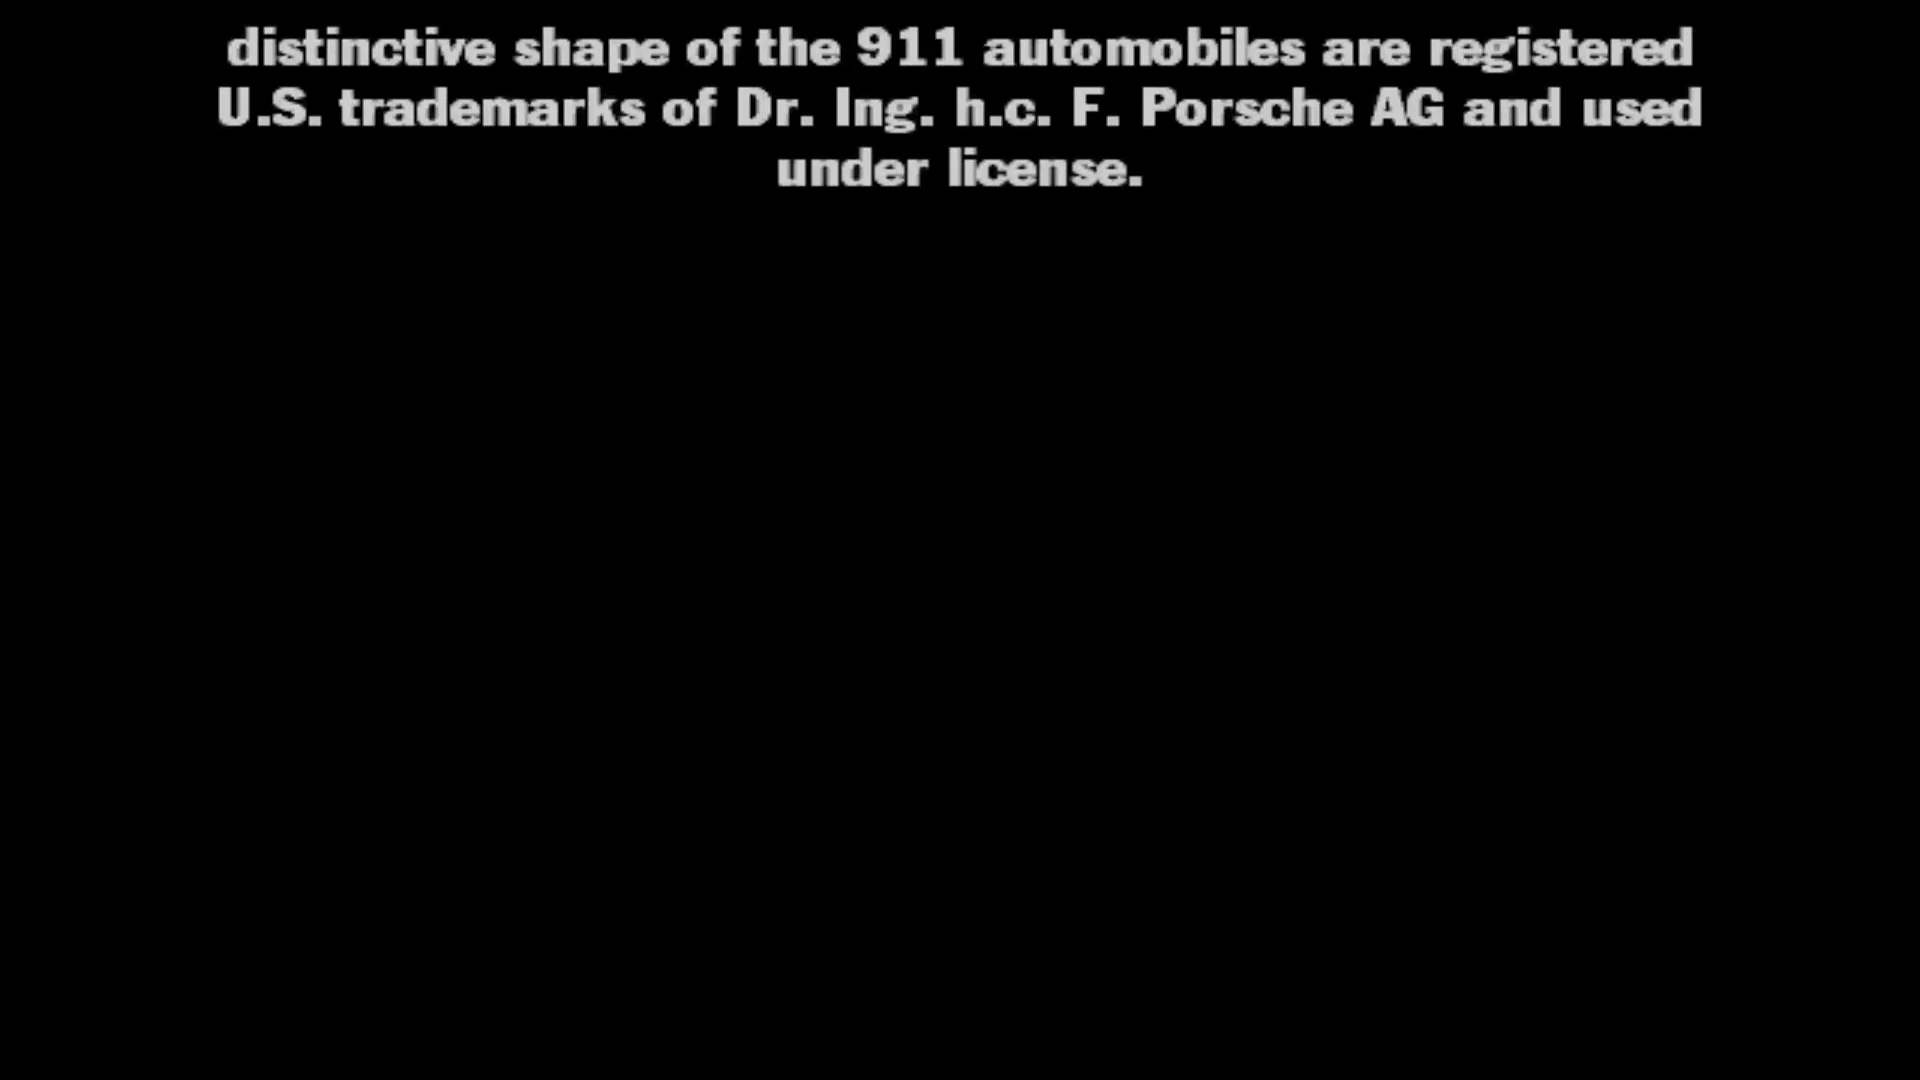 distinctive shape of the 911 automobiles are registered
U.S. trademarks of Dr. Ing. h.c. F. Porsche AG and used
under license.